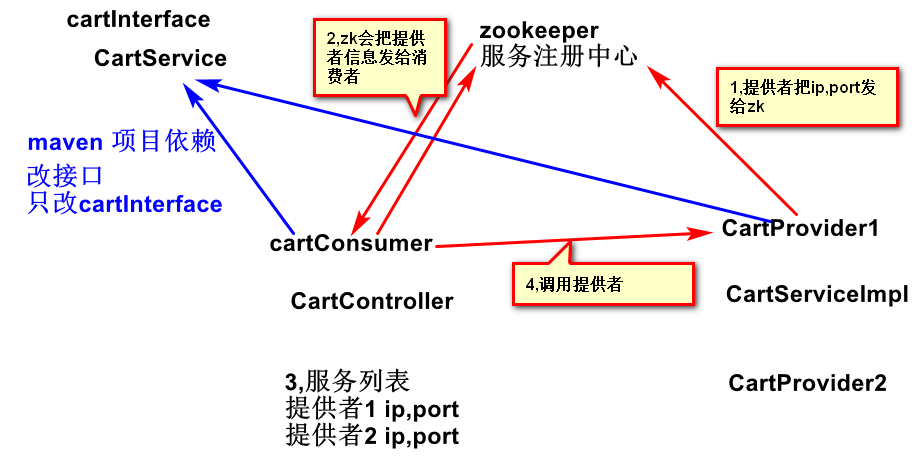 cartInterface
CartService
2,zk会把提供
者信息发给消
费者
zookeeper
服务注册中心
1,提供者把ip,port发
给zk
maven 项目依赖
改接口
只改cartInterface
cartConsumer
CartProvider1
4,调用提供者
CartController
CartServiceImpl
3,服务列表
提供者1 ip,port
提供者2 ip,port
CartProvider2